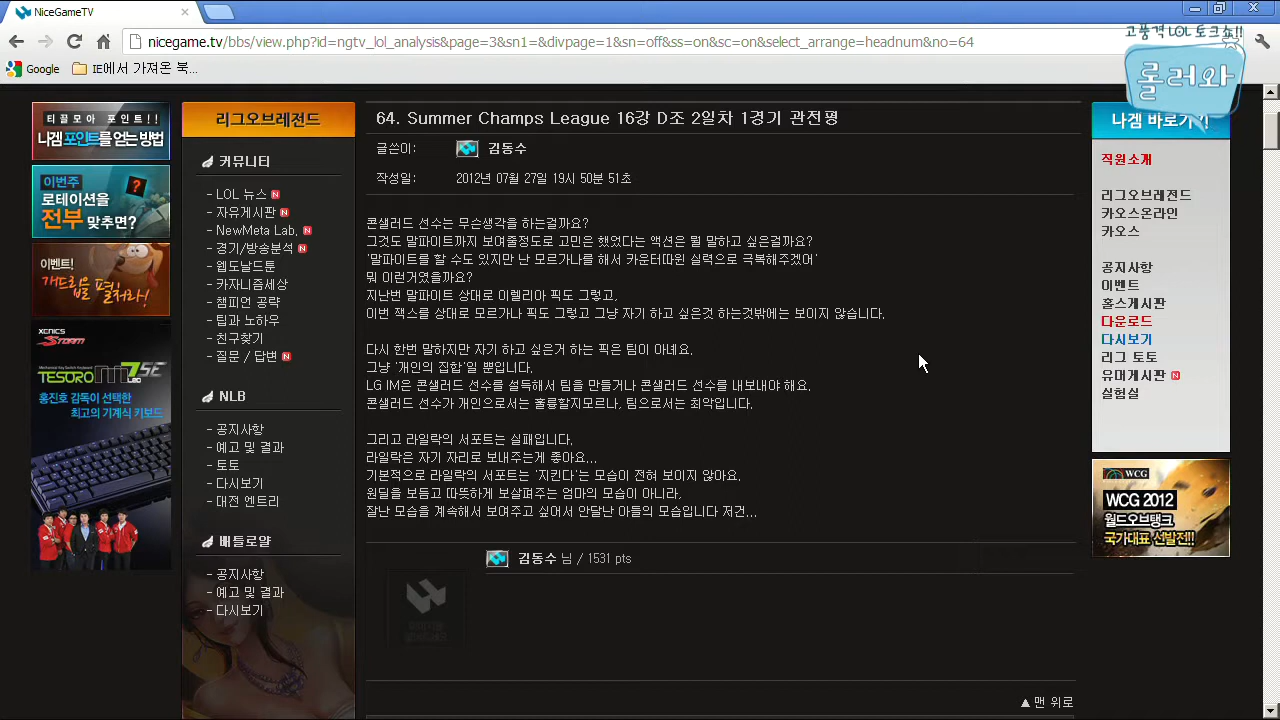 NiceGameTV
nicegame.tv/bbs/view.php?id=ngtv_lol_analysis&page=3&sn1=&divpage=1&sn=off&ss=on&sc=on&select_arrange=headnum&no=64
고품격 LOL 토크쇼!!
롤러와
Google
IE에서 가져온 북...
티끌모아 포인트!!
나겜포인트를 얻는 방법
이번주
로테이션을
전부 맞추면?
이벤트!
개드립을 펼쳐라!
XENICS
STORM
TESORO M7 SE LED
홍진호 감독이 선택한
최고의 기계식 키보드
리그오브레전드
커뮤니티
- LOL 뉴스 N
- 자유게시판 N
- NewMeta Lab. N
- 경기/방송분석 N
- 웹도날드툰
- 카자니즘세상
- 챔피언 공략
- 팁과 노하우
- 친구찾기
- 질문 / 답변 N
NLB
- 공지사항
- 예고 및 결과
- 토토
- 다시보기
- 대전 엔트리
배틀로얄
- 공지사항
- 예고 및 결과
- 다시보기
64. Summer Champs League 16강 D조 2일차 1경기 관전평
글쓴이: 김동수
작성일: 2012년 07월 27일 19시 50분 51초
콘샐러드 선수는 무슨생각을 하는걸까요?
그것도 말파이트까지 보여줄정도로 고민은 했었다는 액션은 뭘 말하고 싶은걸까요?
'말파이트를 할 수도 있지만 난 모르가나를 해서 카운터따윈 실력으로 극복해주겠어'
뭐 이런거였을까요?
지난번 말파이트 상대로 이렐리아 픽도 그렇고,
이번 잭스를 상대로 모르가나 픽도 그렇고 그냥 자기 하고 싶은것 하는것밖에는 보이지 않습니다.
다시 한번 말하지만 자기 하고 싶은거 하는 픽은 팀이 아네요.
그냥 '개인의 집합'일 뿐입니다.
LG IM은 콘샐러드 선수를 설득해서 팀을 만들거나 콘샐러드 선수를 내보내야 해요.
콘샐러드 선수가 개인으로서는 훌륭할지모르나, 팀으로서는 최악입니다.
그리고 라일락의 서포트는 실패입니다.
라일락은 자기 자리로 보내주는게 좋아요...
기본적으로 라일락의 서포트는 '지킨다'는 모습이 전혀 보이지 않아요.
원딜을 보듬고 따뜻하게 보살펴주는 엄마의 모습이 아니라,
잘난 모습을 계속해서 보여주고 싶어서 안달난 아들의 모습입니다 저건...
김동수 님 / 1531 pts
▲ 맨 위로
나겜 바로가기!
직원소개
리그오브레전드
카오스온라인
카오스
공지사항
홀스게시판
다운로드
다시보기
리그 토토
유머게시판 N
실험실
WCG
WCG 2012
월드오브탱크
국가대표 선발전!!